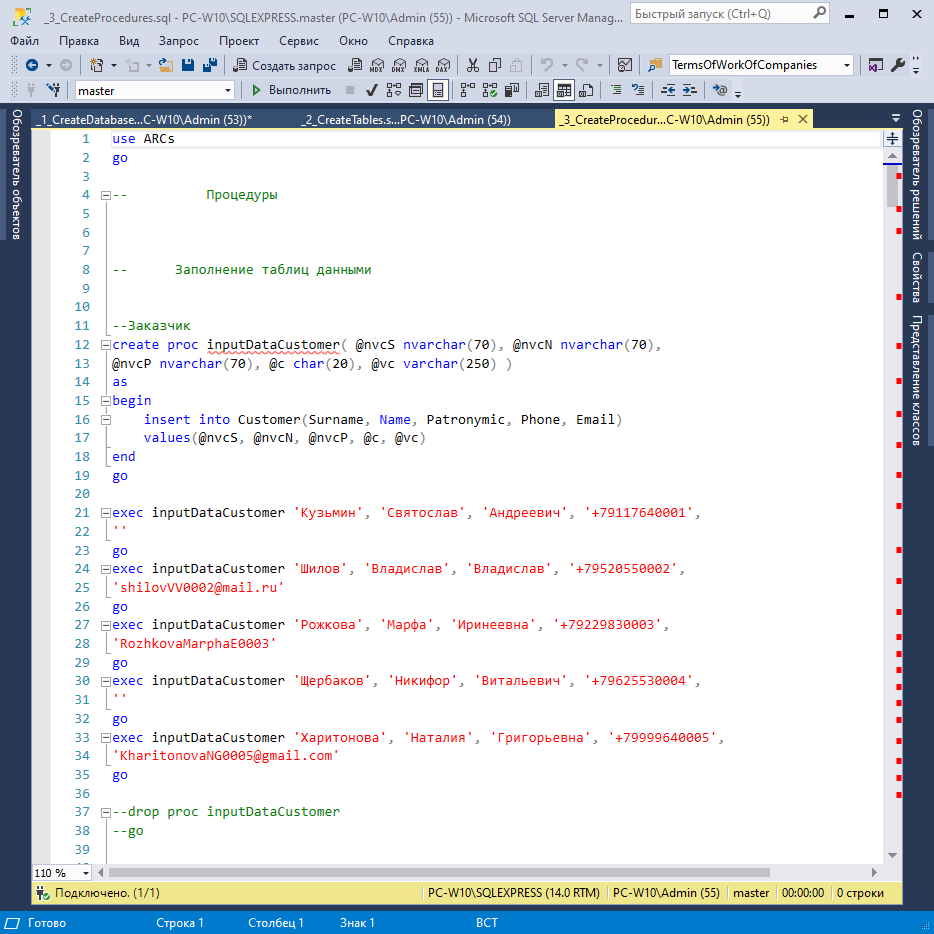 _3_CreateProcedures.sql - PC-W10\SQLEXPRESS.master (PC-W10\Admin (55)) - Microsoft SQL Server Manag...
Быстрый запуск (Ctrl+Q)
Файл Правка Вид Запрос Проект Сервис Окно Справка
Создать запрос MDX DMX XMLA DAX TermsOfWorkOfCompanies
master Выполнить
_1_CreateDatabase...C-W10\Admin (53))* _2_CreateTables.s...PC-W10\Admin (54)) _3_CreateProcedur...C-W10\Admin (55))
Обозреватель объектов
1 use ARCs
2 go
3
4 -- Процедуры
5
6
7
8 -- Заполнение таблиц данными
9
10
11 --Заказчик
12 create proc inputDataCustomer( @nvcS nvarchar(70), @nvcN nvarchar(70),
13 @nvcP nvarchar(70), @c char(20), @vc varchar(250) )
14 as
15 begin
16 insert into Customer(Surname, Name, Patronymic, Phone, Email)
17 values(@nvcS, @nvcN, @nvcP, @c, @vc)
18 end
19 go
20
21 exec inputDataCustomer 'Кузьмин', 'Святослав', 'Андреевич', '+79117640001',
22 ''
23 go
24 exec inputDataCustomer 'Шилов', 'Владислав', 'Владислав', '+79520550002',
25 'shilovVV0002@mail.ru'
26 go
27 exec inputDataCustomer 'Рожкова', 'Марфа', 'Иринеевна', '+79229830003',
28 'RozhkovaMarphaE0003'
29 go
30 exec inputDataCustomer 'Щербаков', 'Никифор', 'Витальевич', '+79625530004',
31 ''
32 go
33 exec inputDataCustomer 'Харитонова', 'Наталия', 'Григорьевна', '+79999640005',
34 'KharitonovaNG0005@gmail.com'
35 go
36
37 --drop proc inputDataCustomer
38 --go
39
Обозреватель решений
Свойства
Представление классов
110 %
Подключено. (1/1) PC-W10\SQLEXPRESS (14.0 RTM) PC-W10\Admin (55) master 00:00:00 0 строки
Готово Строка 1 Столбец 1 Знак 1 ВСТ